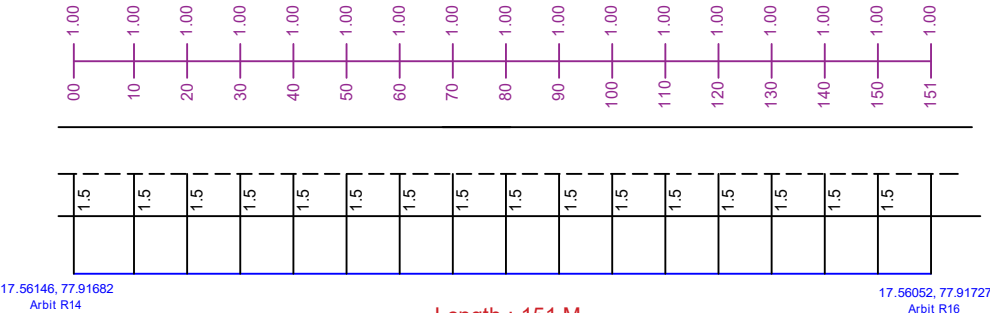 1.00 1.00 1.00 1.00 1.00 1.00 1.00 1.00 1.00 1.00 1.00 1.00 1.00 1.00 1.00 1.00 1.00
00 10 20 30 40 50 60 70 80 90 100 110 120 130 140 150 151
1.5 1.5 1.5 1.5 1.5 1.5 1.5 1.5 1.5 1.5 1.5 1.5 1.5 1.5 1.5 1.5
17.56146, 77.91682
Arbit R14
Length : 151 M
17.56052, 77.91727
Arbit R16